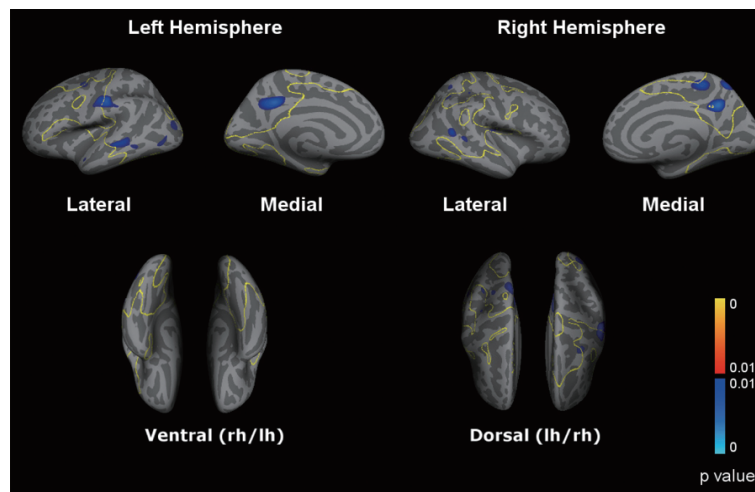 Left Hemisphere
Right Hemisphere
Lateral
Medial
Lateral
Medial
0
0.01
0.01
0
Ventral (rh/lh)
Dorsal (lh/rh)
p value